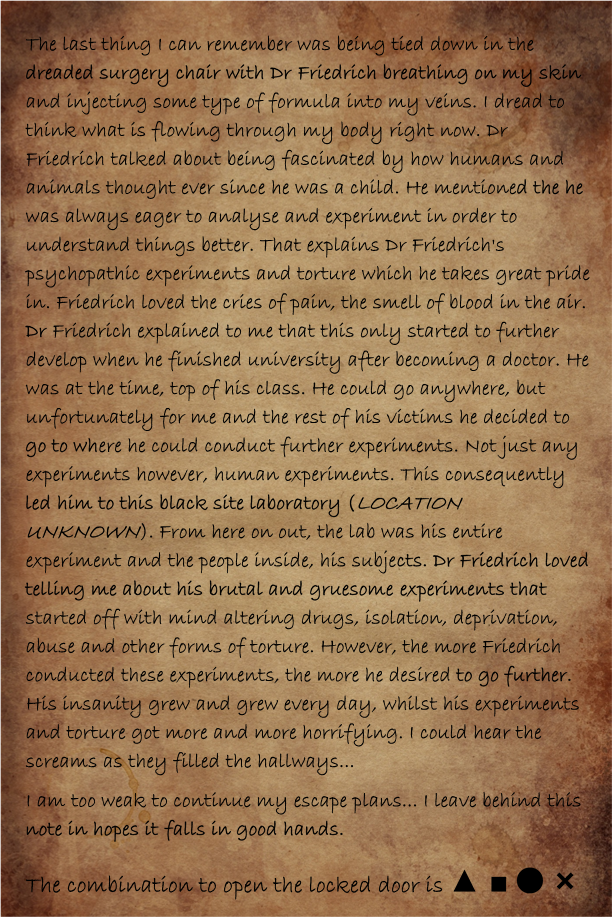 The last thing I can remember was being tied down in the
dreaded surgery chair with Dr Friedrich breathing on my skin
and injecting some type of formula into my veins. I dread to
think what is flowing through my body right now. Dr
Friedrich talked about being fascinated by how humans and
animals thought ever since he was a child. He mentioned the he
was always eager to analyse and experiment in order to
understand things better. That explains Dr Friedrich's
psychopathic experiments and torture which he takes great pride
in. Friedrich loved the cries of pain, the smell of blood in the air.
Dr Friedrich explained to me that this only started to further
develop when he finished university after becoming a doctor. He
was at the time, top of his class. He could go anywhere, but
unfortunately for me and the rest of his victims he decided to
go to where he could conduct further experiments. Not just any
experiments however, human experiments. This consequently
led him to this black site laboratory (LOCATION
UNKNOWN). From here on out, the lab was his entire
experiment and the people inside, his subjects. Dr Friedrich loved
telling me about his brutal and gruesome experiments that
started off with mind altering drugs, isolation, deprivation,
abuse and other forms of torture. However, the more Friedrich
conducted these experiments, the more he desired to go further.
His insanity grew and grew every day, whilst his experiments
and torture got more and more horrifying. I could hear the
screams as they filled the hallways...
I am too weak to continue my escape plans... I leave behind this
note in hopes it falls in good hands.
The combination to open the locked door is ▲ ■ ● ✕